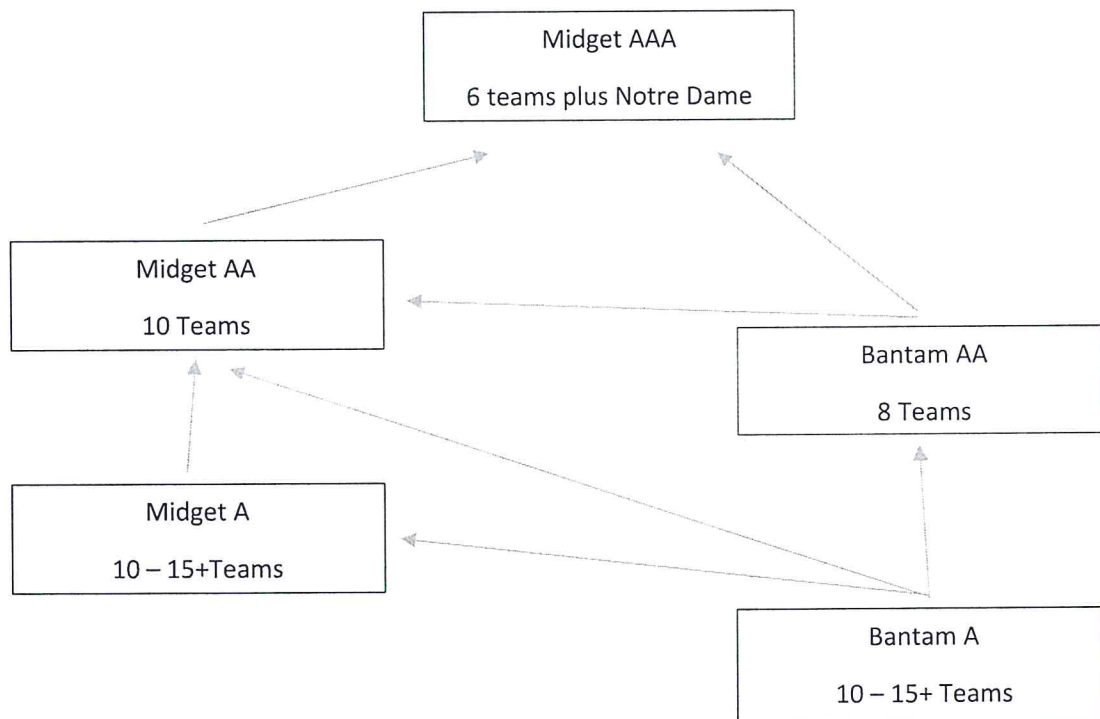 Midget AAA
6 teams plus Notre Dame
Midget AA
10 Teams
Bantam AA
8 Teams
Midget A
10 – 15+Teams
Bantam A
10 – 15+ Teams